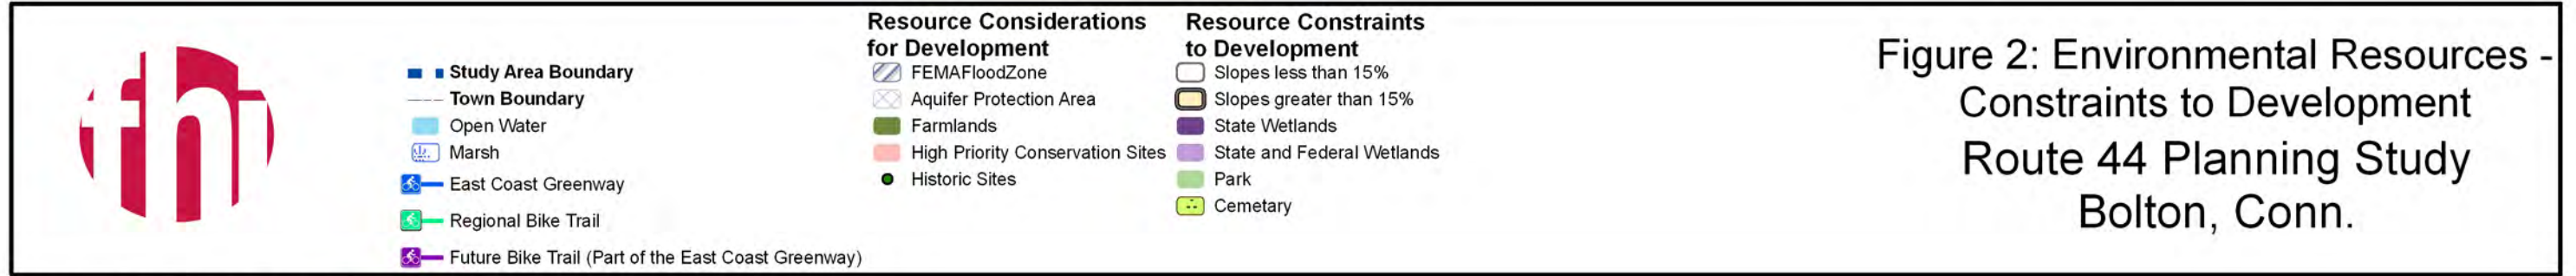 fhi
Study Area Boundary
Town Boundary
Open Water
Marsh
East Coast Greenway
Regional Bike Trail
Future Bike Trail (Part of the East Coast Greenway)
Resource Considerations
for Development
FEMAFloodZone
Aquifer Protection Area
Farmlands
High Priority Conservation Sites
Historic Sites
Resource Constraints
to Development
Slopes less than 15%
Slopes greater than 15%
State Wetlands
State and Federal Wetlands
Park
Cemetary
Figure 2: Environmental Resources -
Constraints to Development
Route 44 Planning Study
Bolton, Conn.